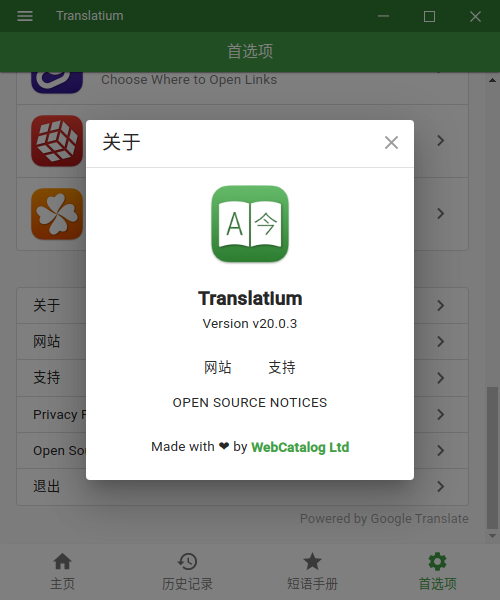 Translatium
首选项
Choose Where to Open Links
关于
Translatium
Version v20.0.3
网站 支持
OPEN SOURCE NOTICES
Made with ❤ by WebCatalog Ltd
关于
网站
支持
Privacy
Open
退出
Powered by Google Translate
主页 历史记录 短语手册 首选项